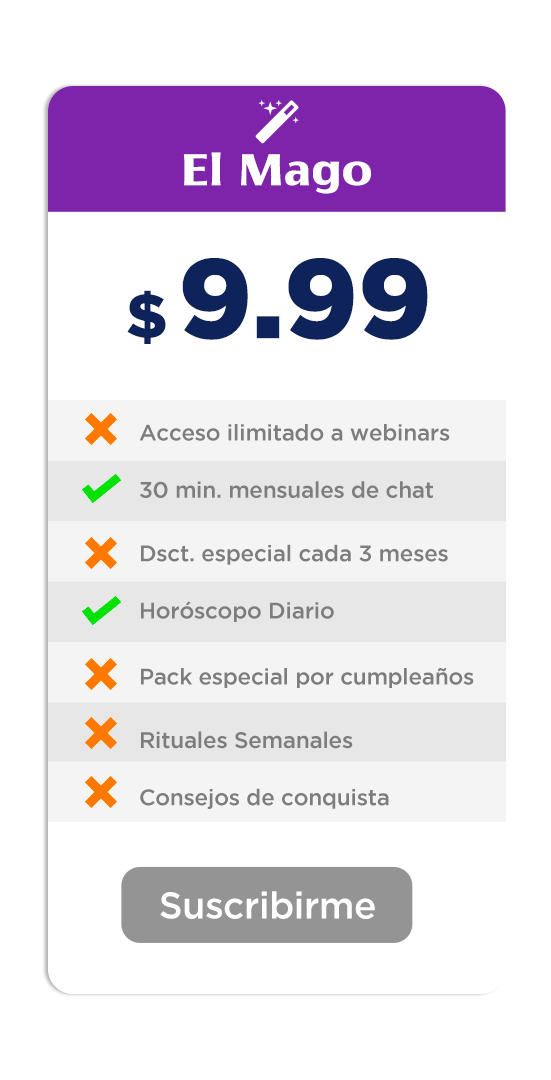 El Mago
$ 9.99
Acceso ilimitado a webinars
30 min. mensuales de chat
Dsct. especial cada 3 meses
Horóscopo Diario
Pack especial por cumpleaños
Rituales Semanales
Consejos de conquista
Suscribirme